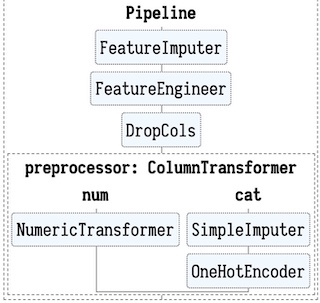 Pipeline
FeatureImputer
FeatureEngineer
DropCols
preprocessor: ColumnTransformer
num cat
NumericTransformer SimpleImputer
OneHotEncoder